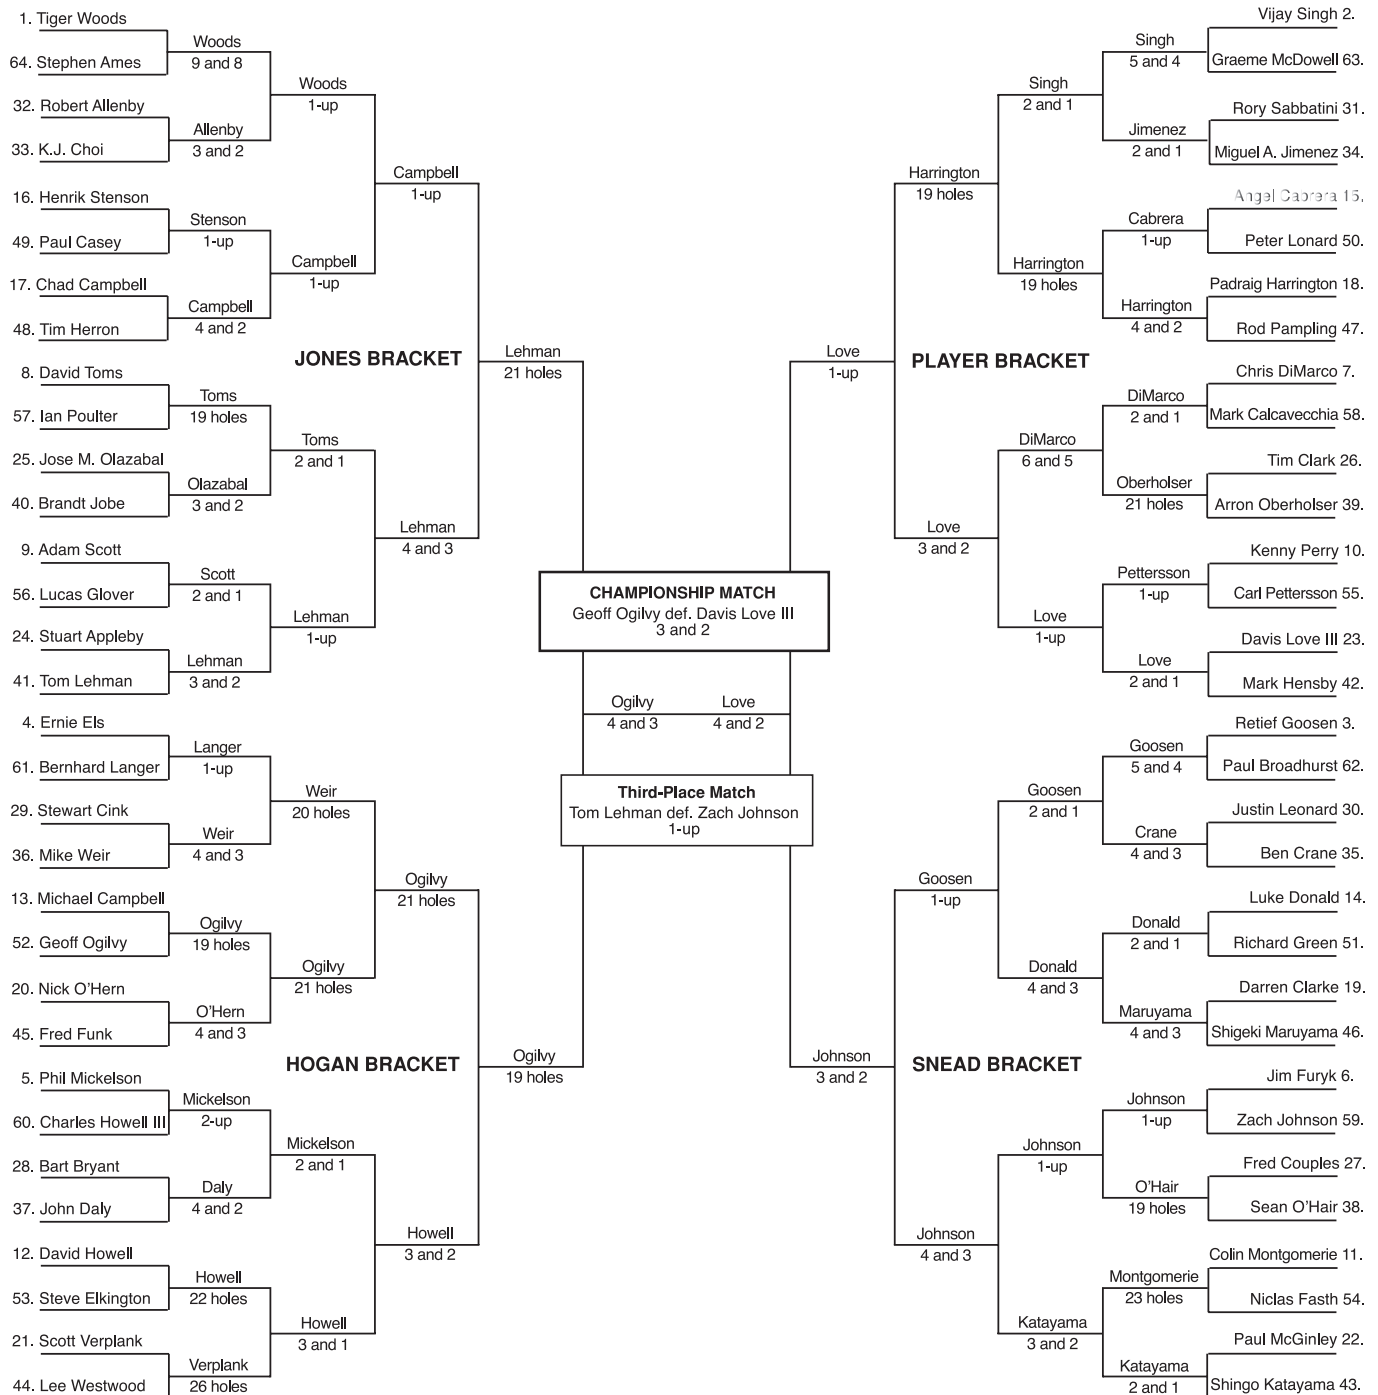 1. Tiger Woods
64. Stephen Ames
32. Robert Allenby
33. K.J. Choi
16. Henrik Stenson
49. Paul Casey
17. Chad Campbell
48. Tim Herron
8. David Toms
57. Ian Poulter
25. Jose M. Olazabal
40. Brandt Jobe
9. Adam Scott
56. Lucas Glover
24. Stuart Appleby
41. Tom Lehman
Woods
9 and 8
Allenby
3 and 2
Stenson
1-up
Campbell
4 and 2
Toms
19 holes
Olazabal
3 and 2
Scott
2 and 1
Lehman
3 and 2
Woods
1-up
Campbell
1-up
Toms
2 and 1
Lehman
1-up
Campbell
1-up
Lehman
4 and 3
JONES BRACKET
Lehman
21 holes
4. Ernie Els
61. Bernhard Langer
29. Stewart Cink
36. Mike Weir
13. Michael Campbell
52. Geoff Ogilvy
20. Nick O'Hern
45. Fred Funk
5. Phil Mickelson
60. Charles Howell III
28. Bart Bryant
37. John Daly
12. David Howell
53. Steve Elkington
21. Scott Verplank
44. Lee Westwood
Langer
1-up
Weir
4 and 3
Ogilvy
19 holes
O'Hern
4 and 3
Mickelson
2-up
Daly
4 and 2
Howell
22 holes
Verplank
26 holes
Weir
20 holes
Ogilvy
21 holes
Mickelson
2 and 1
Howell
3 and 1
Ogilvy
21 holes
Howell
3 and 2
HOGAN BRACKET
Ogilvy
19 holes
CHAMPIONSHIP MATCH
Geoff Ogilvy def. Davis Love III
3 and 2
Ogilvy
4 and 3
Love
4 and 2
Third-Place Match
Tom Lehman def. Zach Johnson
1-up
Vijay Singh 2.
Graeme McDowell 63.
Rory Sabbatini 31.
Miguel A. Jimenez 34.
Angel Cabrera 15.
Peter Lonard 50.
Padraig Harrington 18.
Rod Pampling 47.
Chris DiMarco 7.
Mark Calcavecchia 58.
Tim Clark 26.
Arron Oberholser 39.
Kenny Perry 10.
Carl Pettersson 55.
Davis Love III 23.
Mark Hensby 42.
Singh
5 and 4
Jimenez
2 and 1
Cabrera
1-up
Harrington
4 and 2
DiMarco
2 and 1
Oberholser
21 holes
Pettersson
1-up
Love
2 and 1
Singh
2 and 1
Harrington
19 holes
DiMarco
6 and 5
Love
1-up
Harrington
19 holes
Love
3 and 2
PLAYER BRACKET
Love
1-up
Retief Goosen 3.
Paul Broadhurst 62.
Justin Leonard 30.
Ben Crane 35.
Luke Donald 14.
Richard Green 51.
Darren Clarke 19.
Shigeki Maruyama 46.
Jim Furyk 6.
Zach Johnson 59.
Fred Couples 27.
Sean O'Hair 38.
Colin Montgomerie 11.
Niclas Fasth 54.
Paul McGinley 22.
Shingo Katayama 43.
Goosen
5 and 4
Crane
4 and 3
Donald
2 and 1
Maruyama
4 and 3
Johnson
1-up
O'Hair
19 holes
Montgomerie
23 holes
Katayama
2 and 1
Goosen
2 and 1
Donald
4 and 3
Johnson
1-up
Katayama
3 and 2
Goosen
1-up
Johnson
4 and 3
SNEAD BRACKET
Johnson
3 and 2